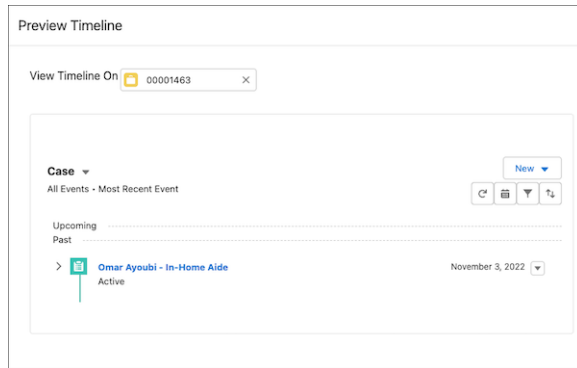 Preview Timeline
View Timeline On 00001463
Case
New
All Events • Most Recent Event
Upcoming
Past
Omar Ayoubi - In-Home Aide
November 3, 2022
Active